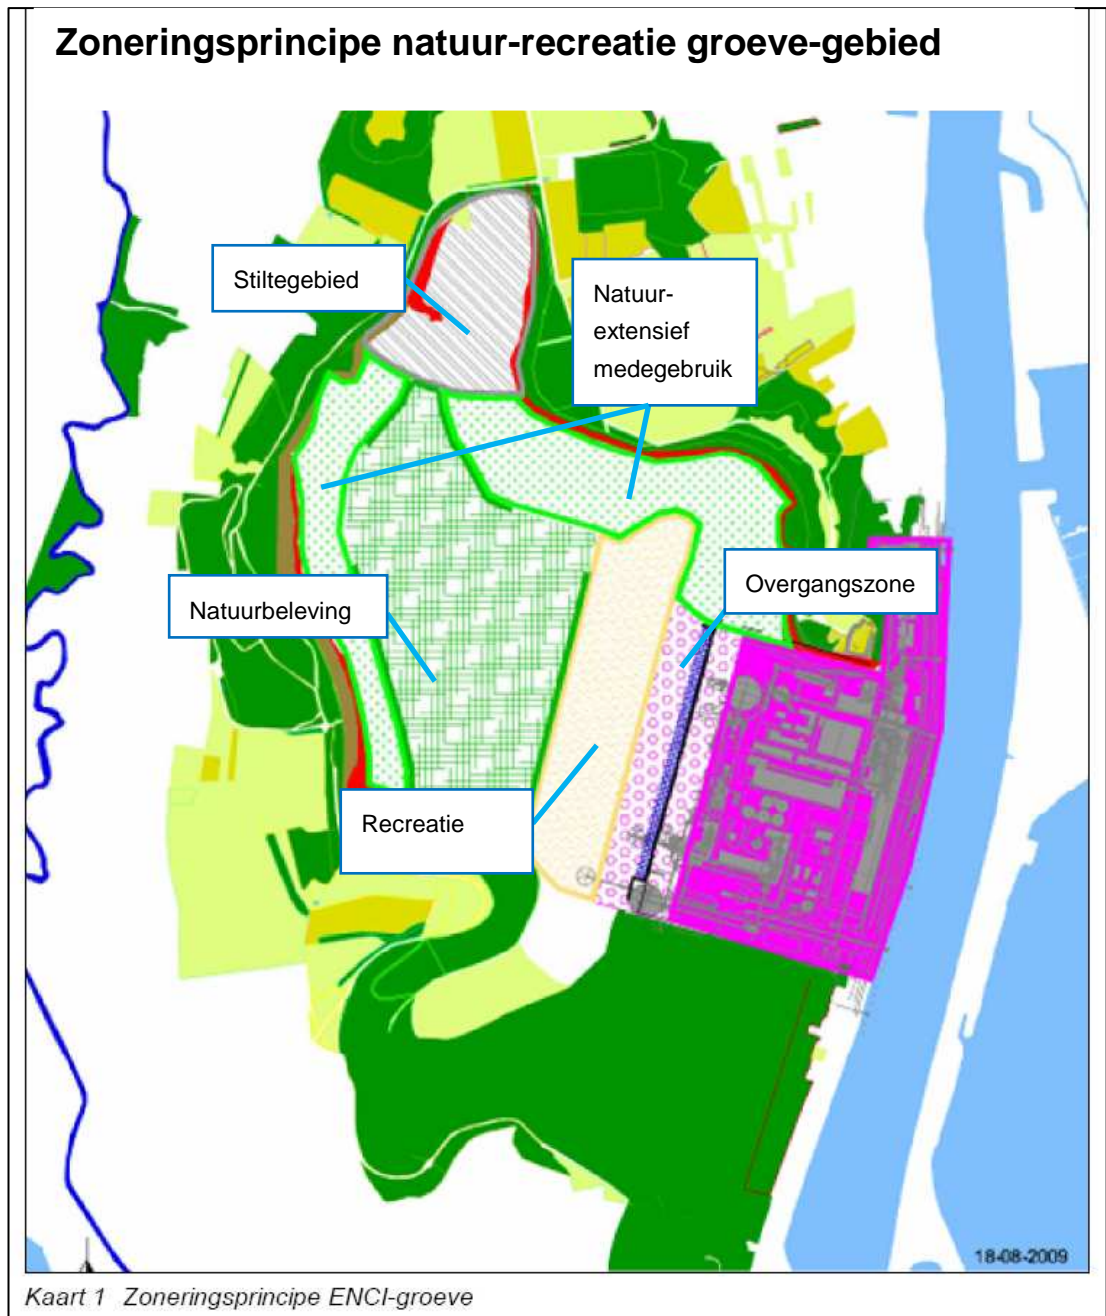 Zoneringsprincipe natuur-recreatie groeve-gebied
Stiltegebied
Natuur-
extensief
medegebruik
Natuurbeleving
Overgangszone
Recreatie
18-08-2009
Kaart 1 Zoneringsprincipe ENCI-groeve